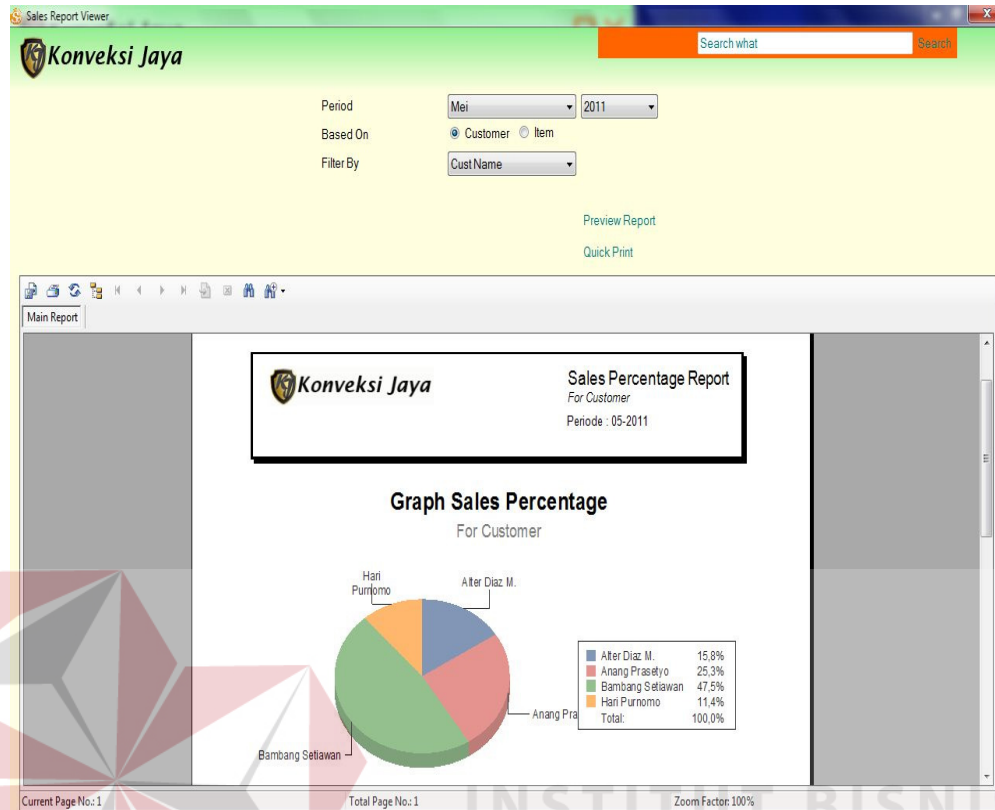 Sales Report Viewer
Konveksi Jaya
Search what
Search
Period
Mei
2011
Based On
Customer
Item
Filter By
Cust Name
Preview Report
Quick Print
Main Report
Konveksi Jaya
Sales Percentage Report
For Customer
Periode : 05-2011
Graph Sales Percentage
For Customer
Hari
Purnomo
Alter Diaz M.
Anang Pra
Bambang Setiawan
Alter Diaz M. 15,8%
Anang Prasetyo 25,3%
Bambang Setiawan 47,5%
Hari Purnomo 11,4%
Total: 100,0%
Current Page No.: 1
Total Page No.: 1
Zoom Factor: 100%
INSTITUT BISNI